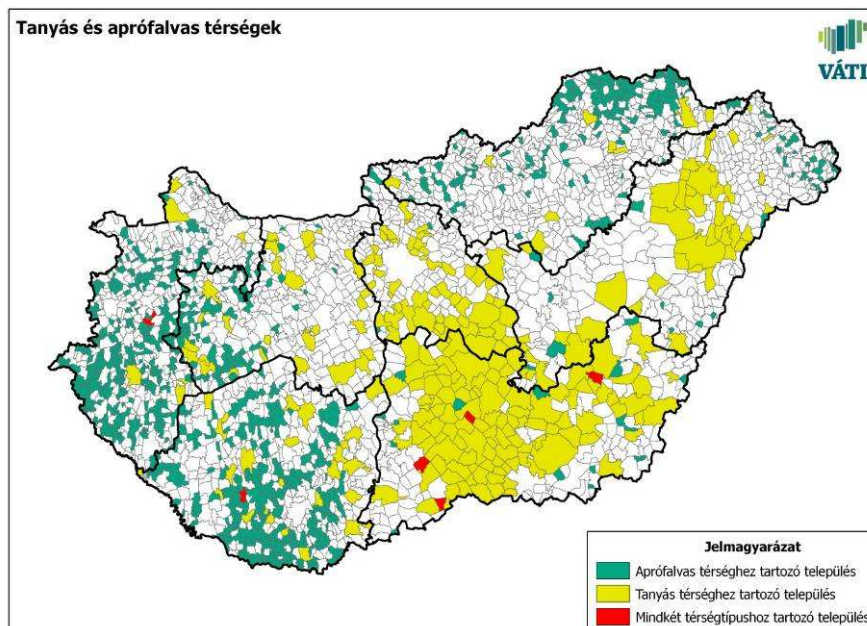 Tanyás és aprófalvas térségek
VÁTI
Jelmagyarázat
Aprófalvas térséghez tartozó település
Tanyás térséghez tartozó település
Mindkét térségtípushoz tartozó település